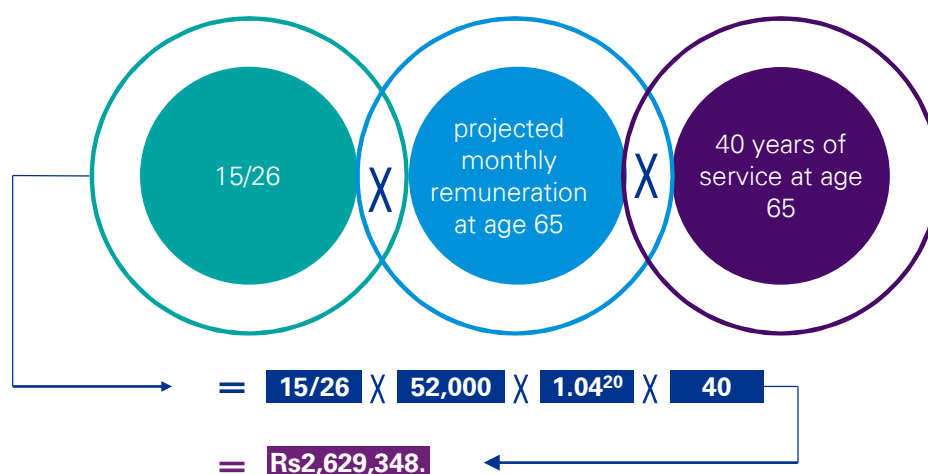 15/26
X
projected
monthly
remuneration
at age 65
X
40 years of
service at age
65
= 15/26 X 52,000 X 1.04²⁰ X 40
= Rs2,629,348.